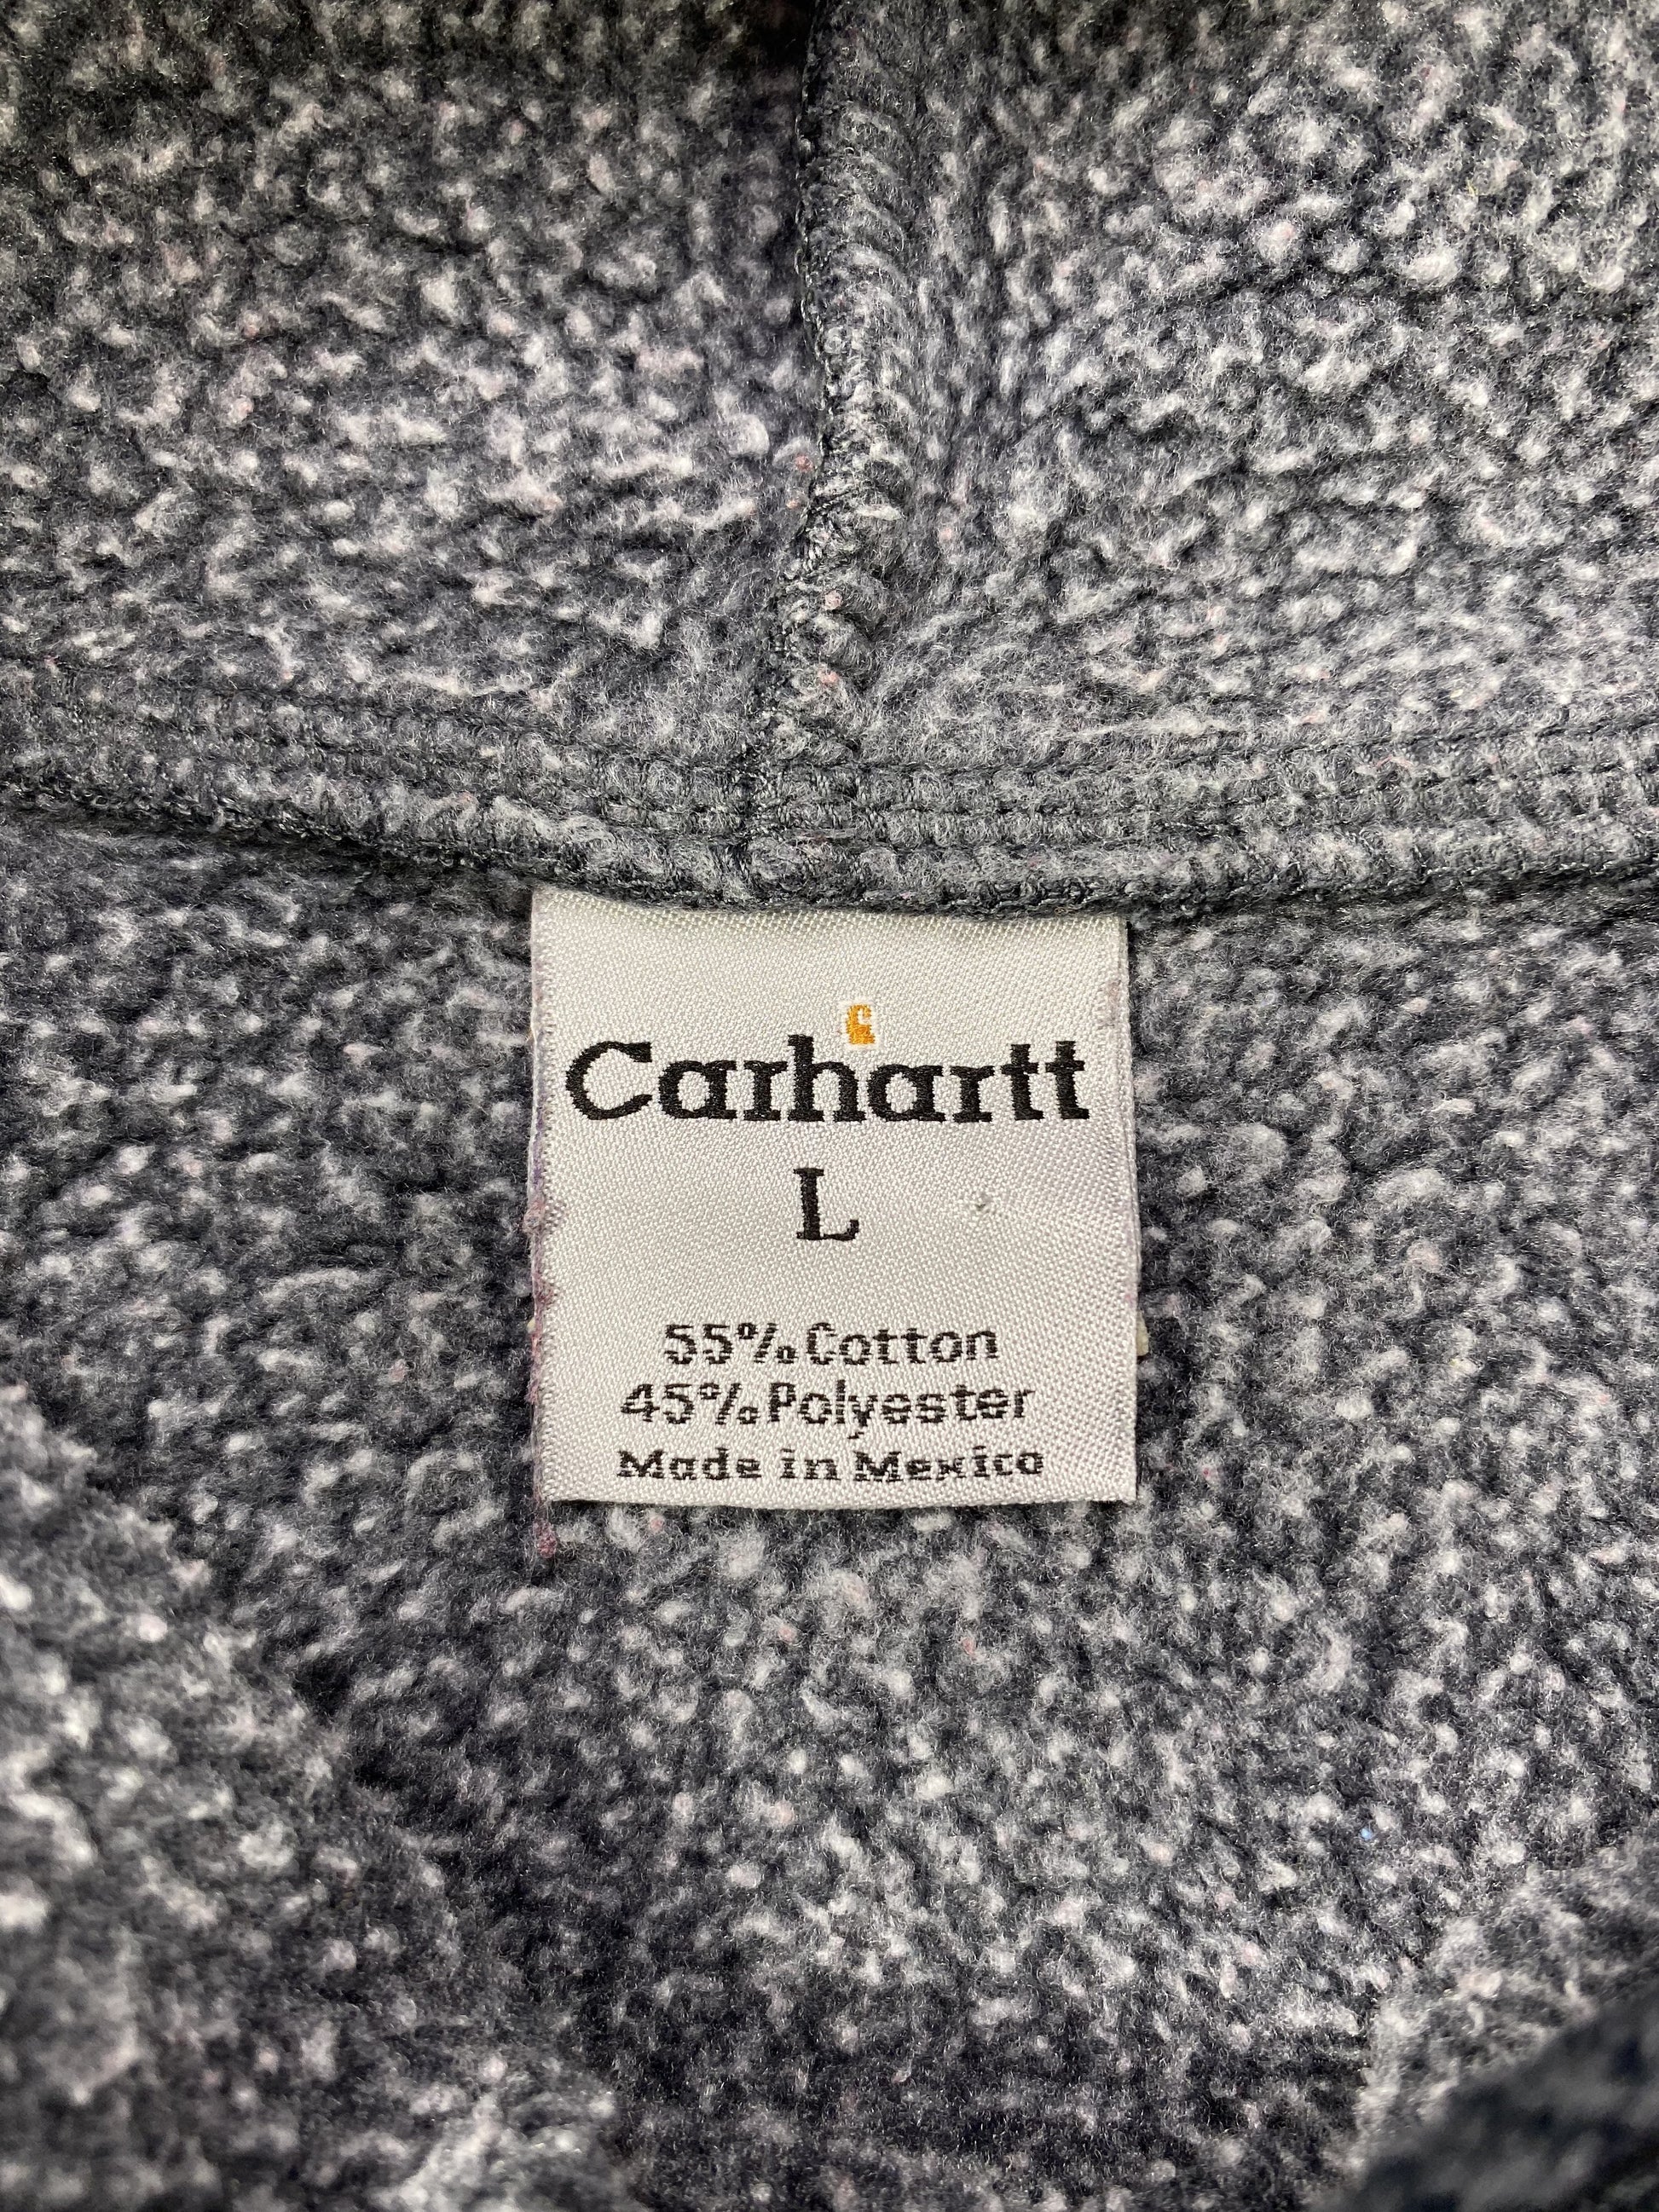 Carhartt
L
55% Cotton
45% Polyester
Made in Mexico